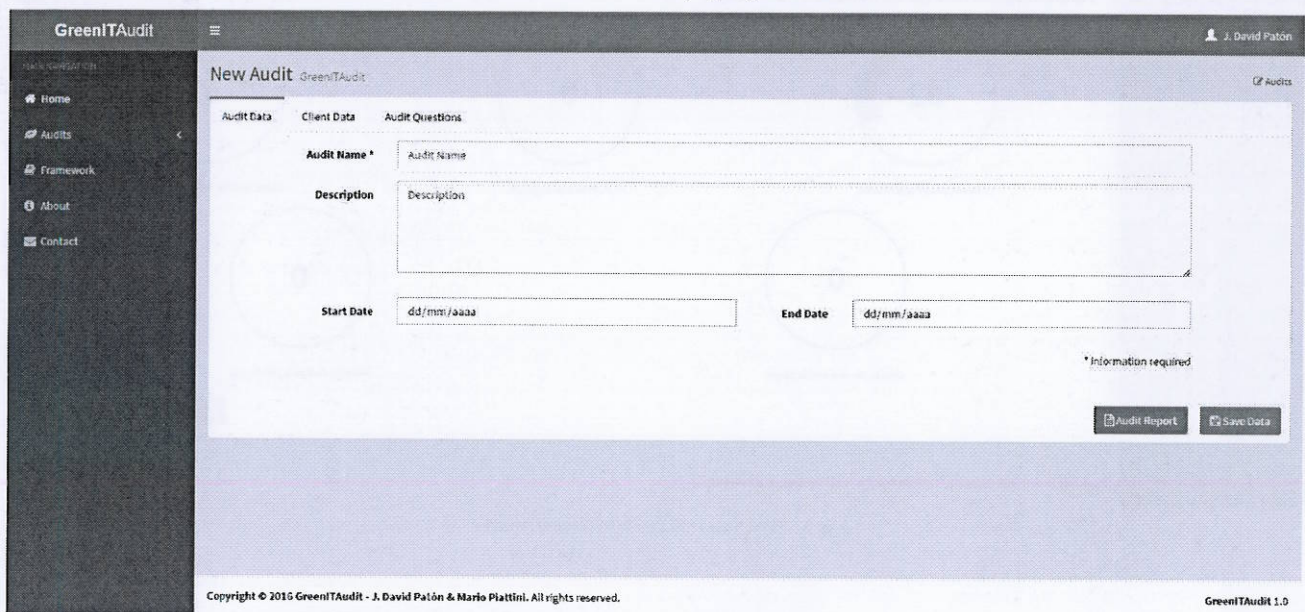 GreenITAudit
J. David Patón
MAIN NAVIGATION
Home
Audits
Framework
About
Contact
New Audit GreenITAudit
Audits
Audit Data Client Data Audit Questions
Audit Name * Audit Name
Description Description
Start Date dd/mm/aaaa End Date dd/mm/aaaa
* Information required
Audit Report Save Data
Copyright © 2016 GreenITAudit - J. David Patón & Mario Piattini. All rights reserved.
GreenITAudit 1.0